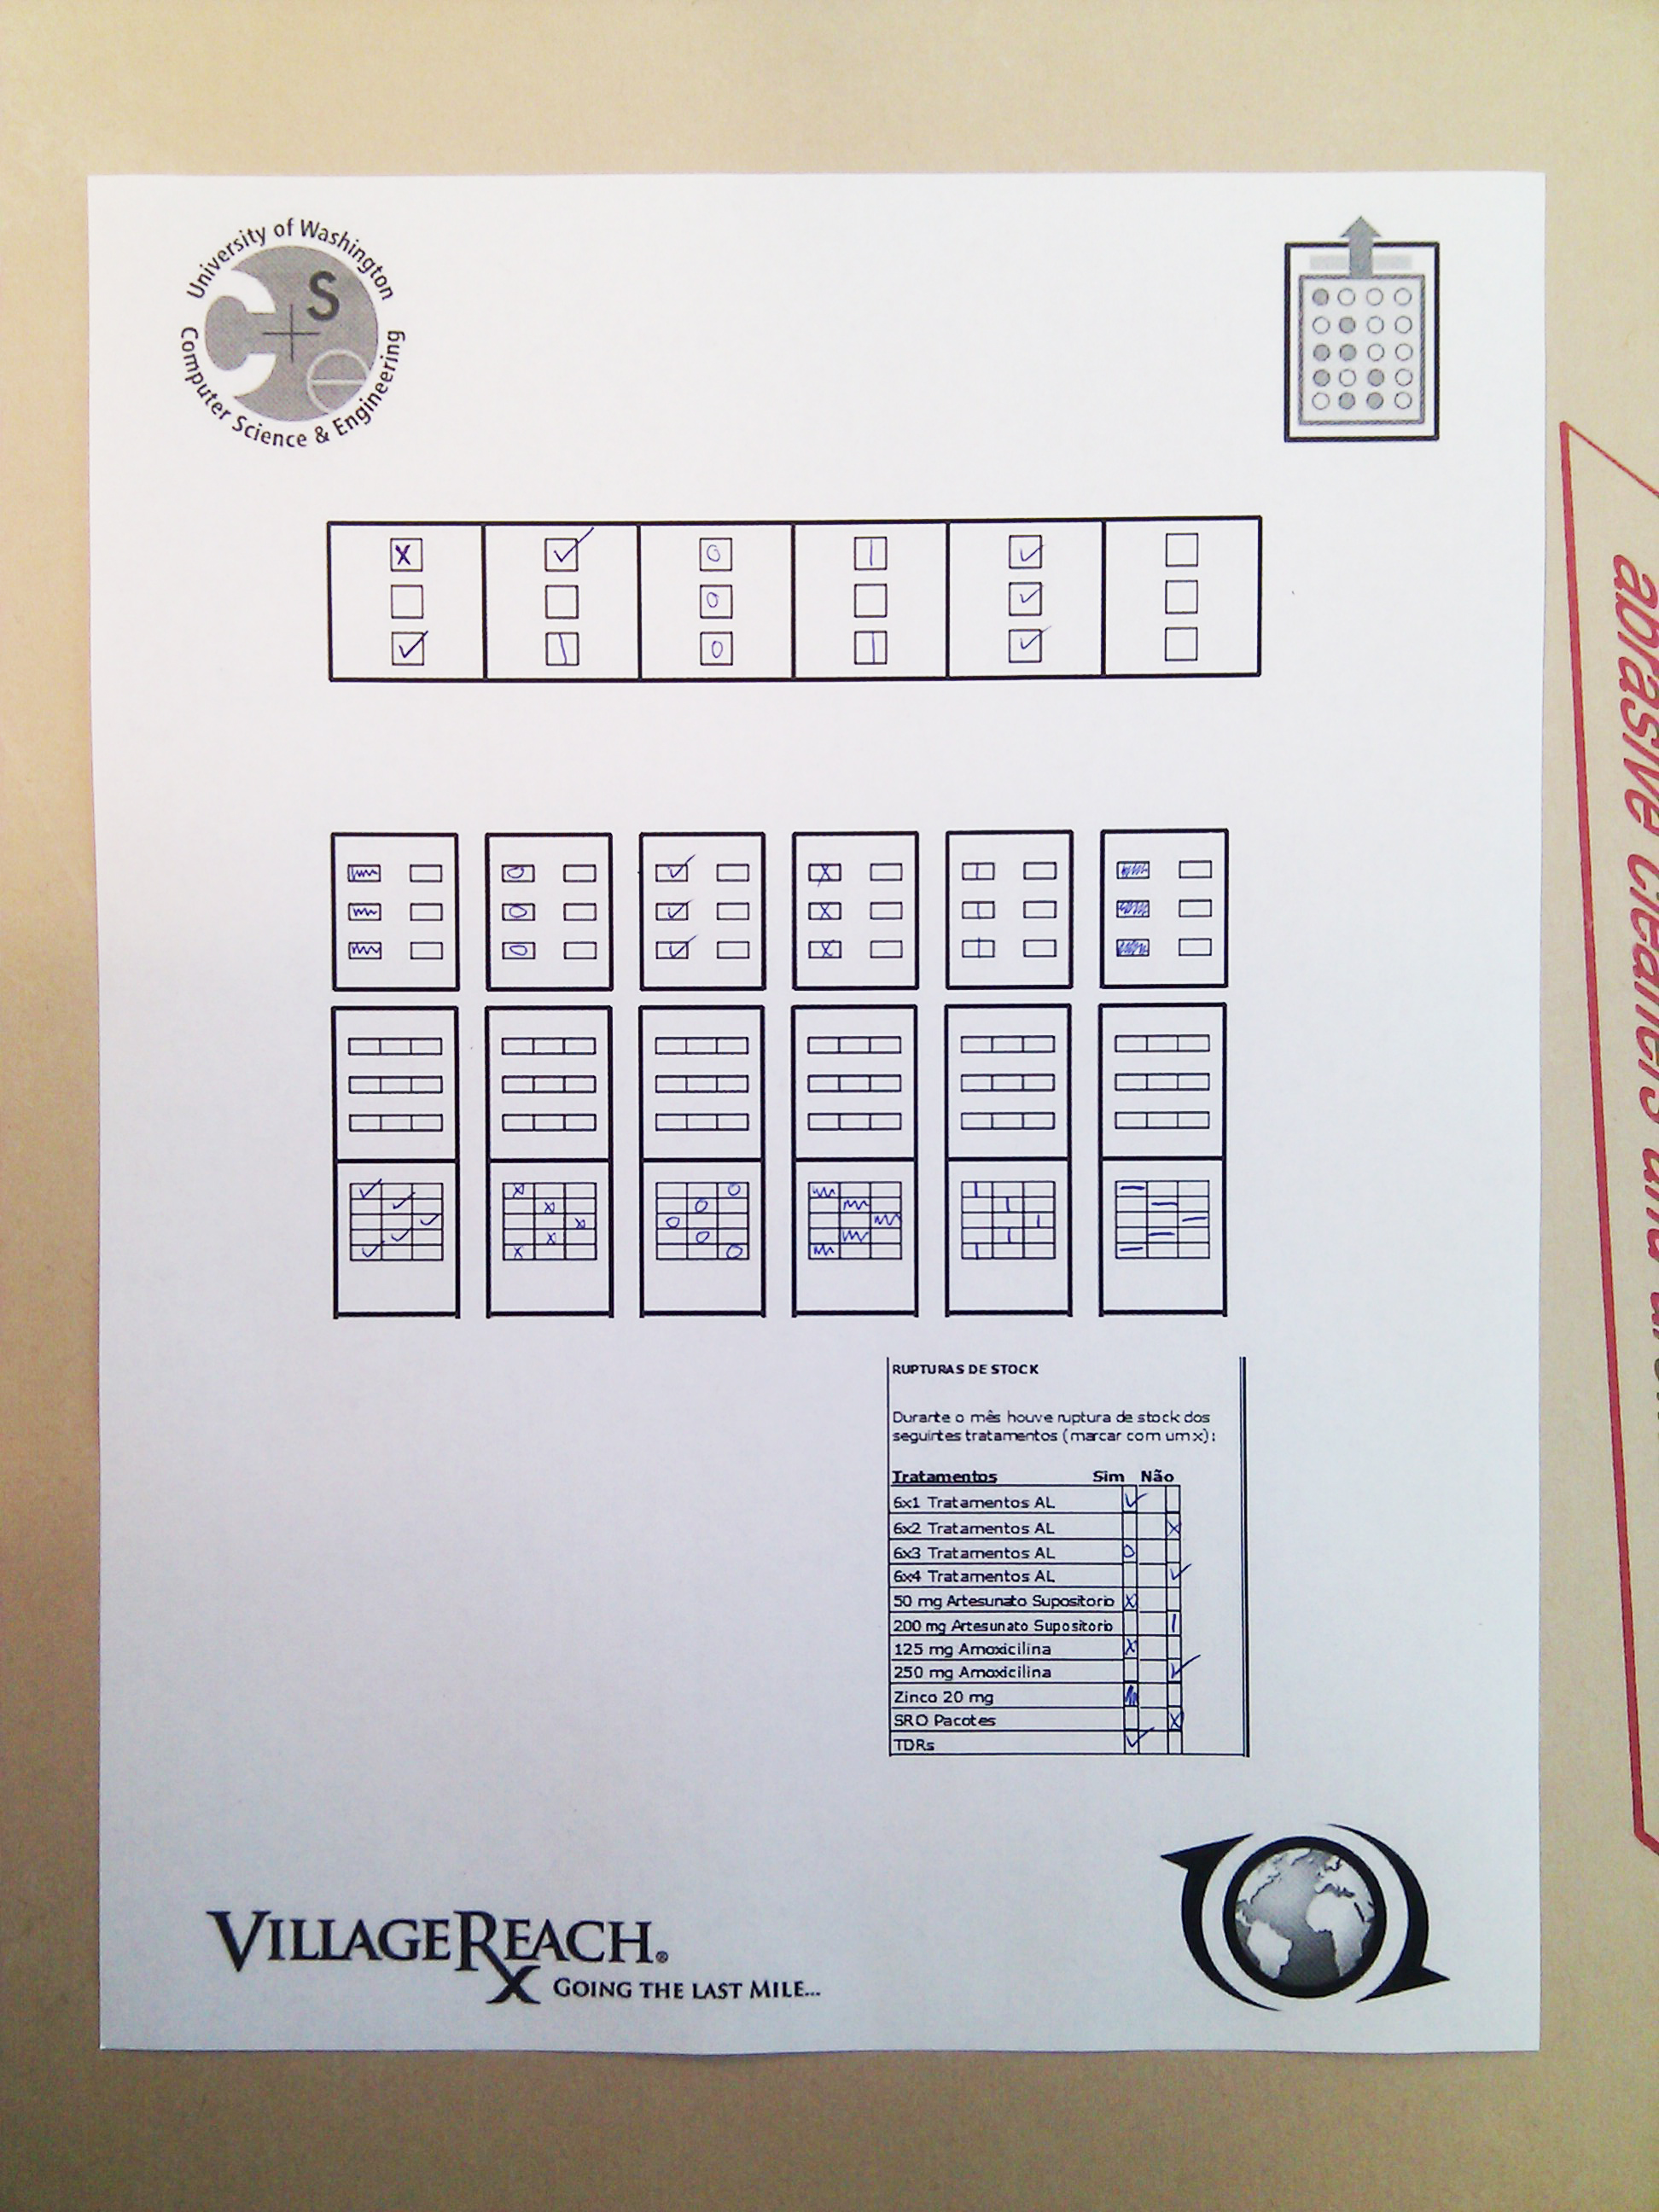 University of Washington
Computer Science & Engineering
C+S
e
RUPTURAS DE STOCK
Durante o mês houve ruptura de stock dos
seguintes tratamentos (marcar com um x):
Tratamentos Sim Não
6x1 Tratamentos AL
6x2 Tratamentos AL
6x3 Tratamentos AL
6x4 Tratamentos AL
50 mg Artesunato Supositorio
200 mg Artesunato Supositorio
125 mg Amoxicilina
250 mg Amoxicilina
Zinco 20 mg
SRO Pacotes
TDRs
VILLAGEREACH®
GOING THE LAST MILE...
abrasive cleaners and